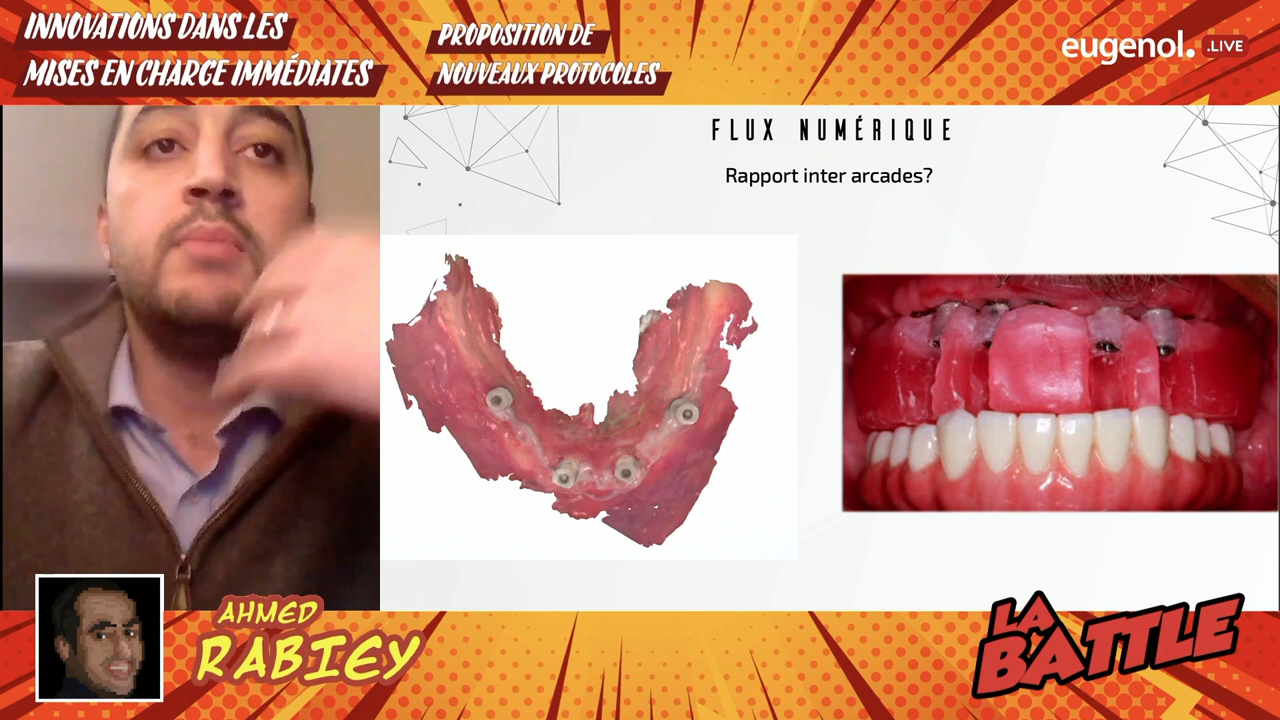 INNOVATIONS DANS LES
MISES EN CHARGE IMMÉDIATES
PROPOSITION DE
NOUVEAUX PROTOCOLES
eugenol. .LIVE
FLUX NUMÉRIQUE
Rapport inter arcades?
AHMED
RABIEY
LA
BATTLE